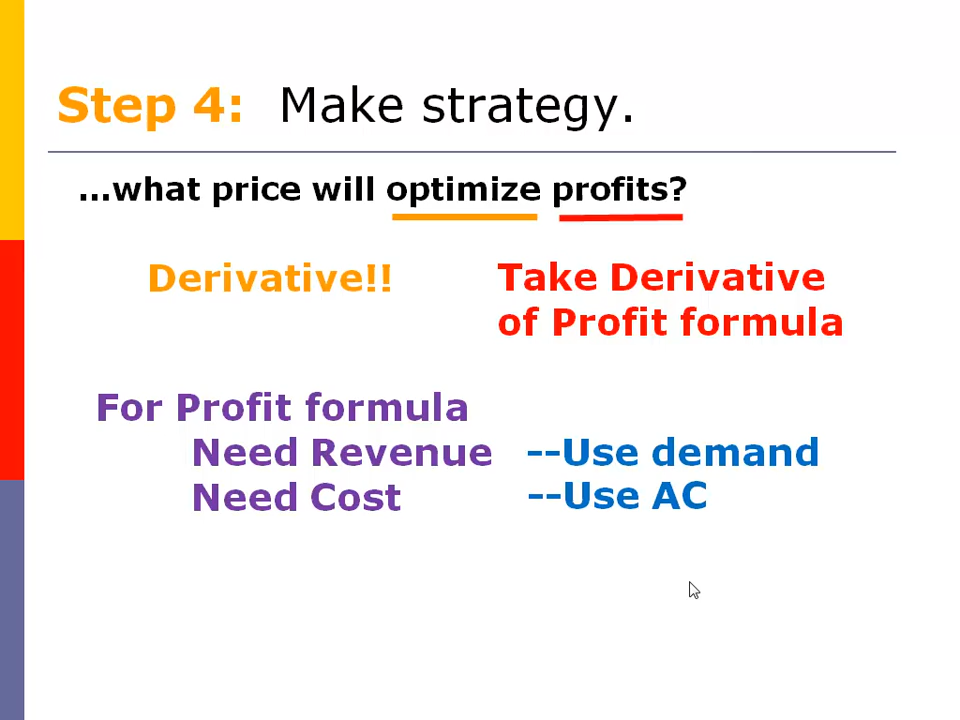 Step 4: Make strategy.
...what price will optimize profits?
Derivative!!
Take Derivative
of Profit formula
For Profit formula
Need Revenue --Use demand
Need Cost --Use AC